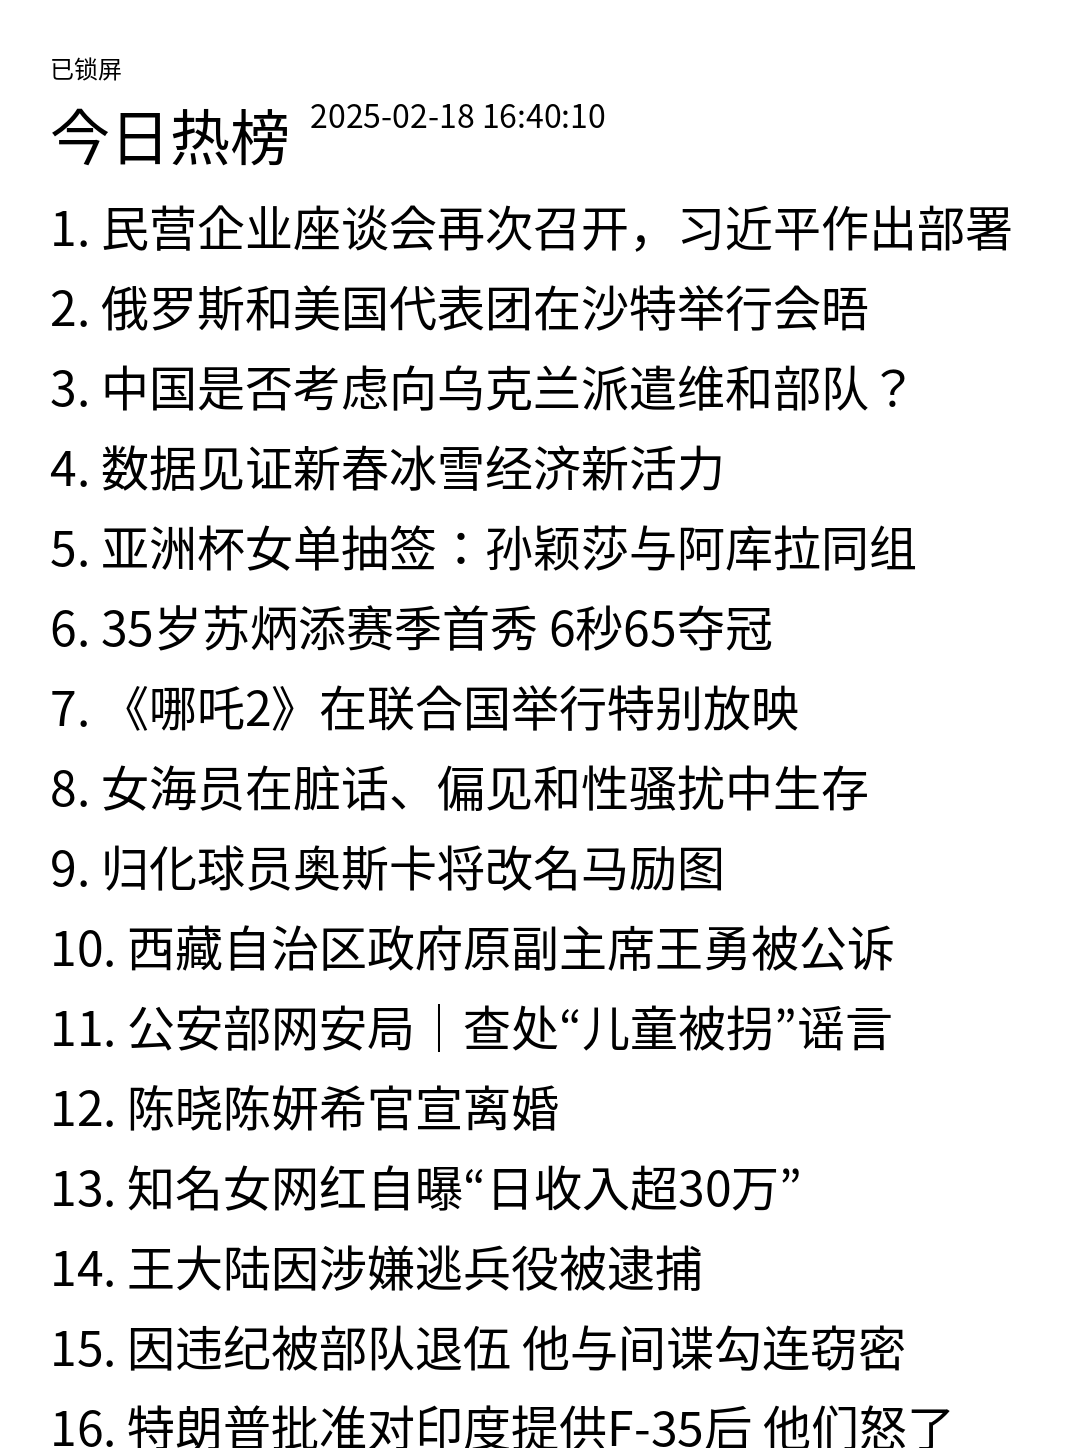 已锁屏
今日热榜 2025-02-18 16:40:10
1. 民营企业座谈会再次召开，习近平作出部署
2. 俄罗斯和美国代表团在沙特举行会晤
3. 中国是否考虑向乌克兰派遣维和部队？
4. 数据见证新春冰雪经济新活力
5. 亚洲杯女单抽签：孙颖莎与阿库拉同组
6. 35岁苏炳添赛季首秀 6秒65夺冠
7. 《哪吒2》在联合国举行特别放映
8. 女海员在脏话、偏见和性骚扰中生存
9. 归化球员奥斯卡将改名马励图
10. 西藏自治区政府原副主席王勇被公诉
11. 公安部网安局｜查处“儿童被拐”谣言
12. 陈晓陈妍希官宣离婚
13. 知名女网红自曝“日收入超30万”
14. 王大陆因涉嫌逃兵役被逮捕
15. 因违纪被部队退伍 他与间谍勾连窃密
16. 特朗普批准对印度提供F-35后 他们怒了